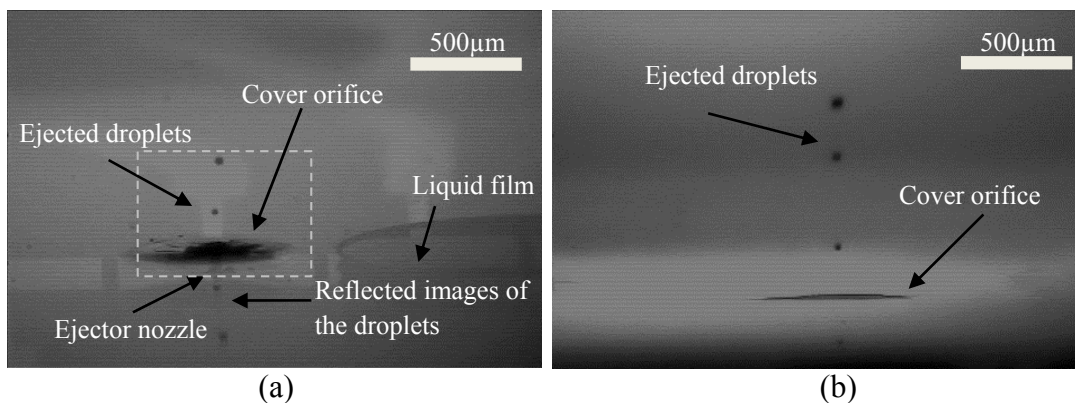 500µm
Cover orifice
Ejected droplets
Liquid film
Reflected images of
the droplets
Ejector nozzle
(a)
500µm
Ejected droplets
Cover orifice
(b)